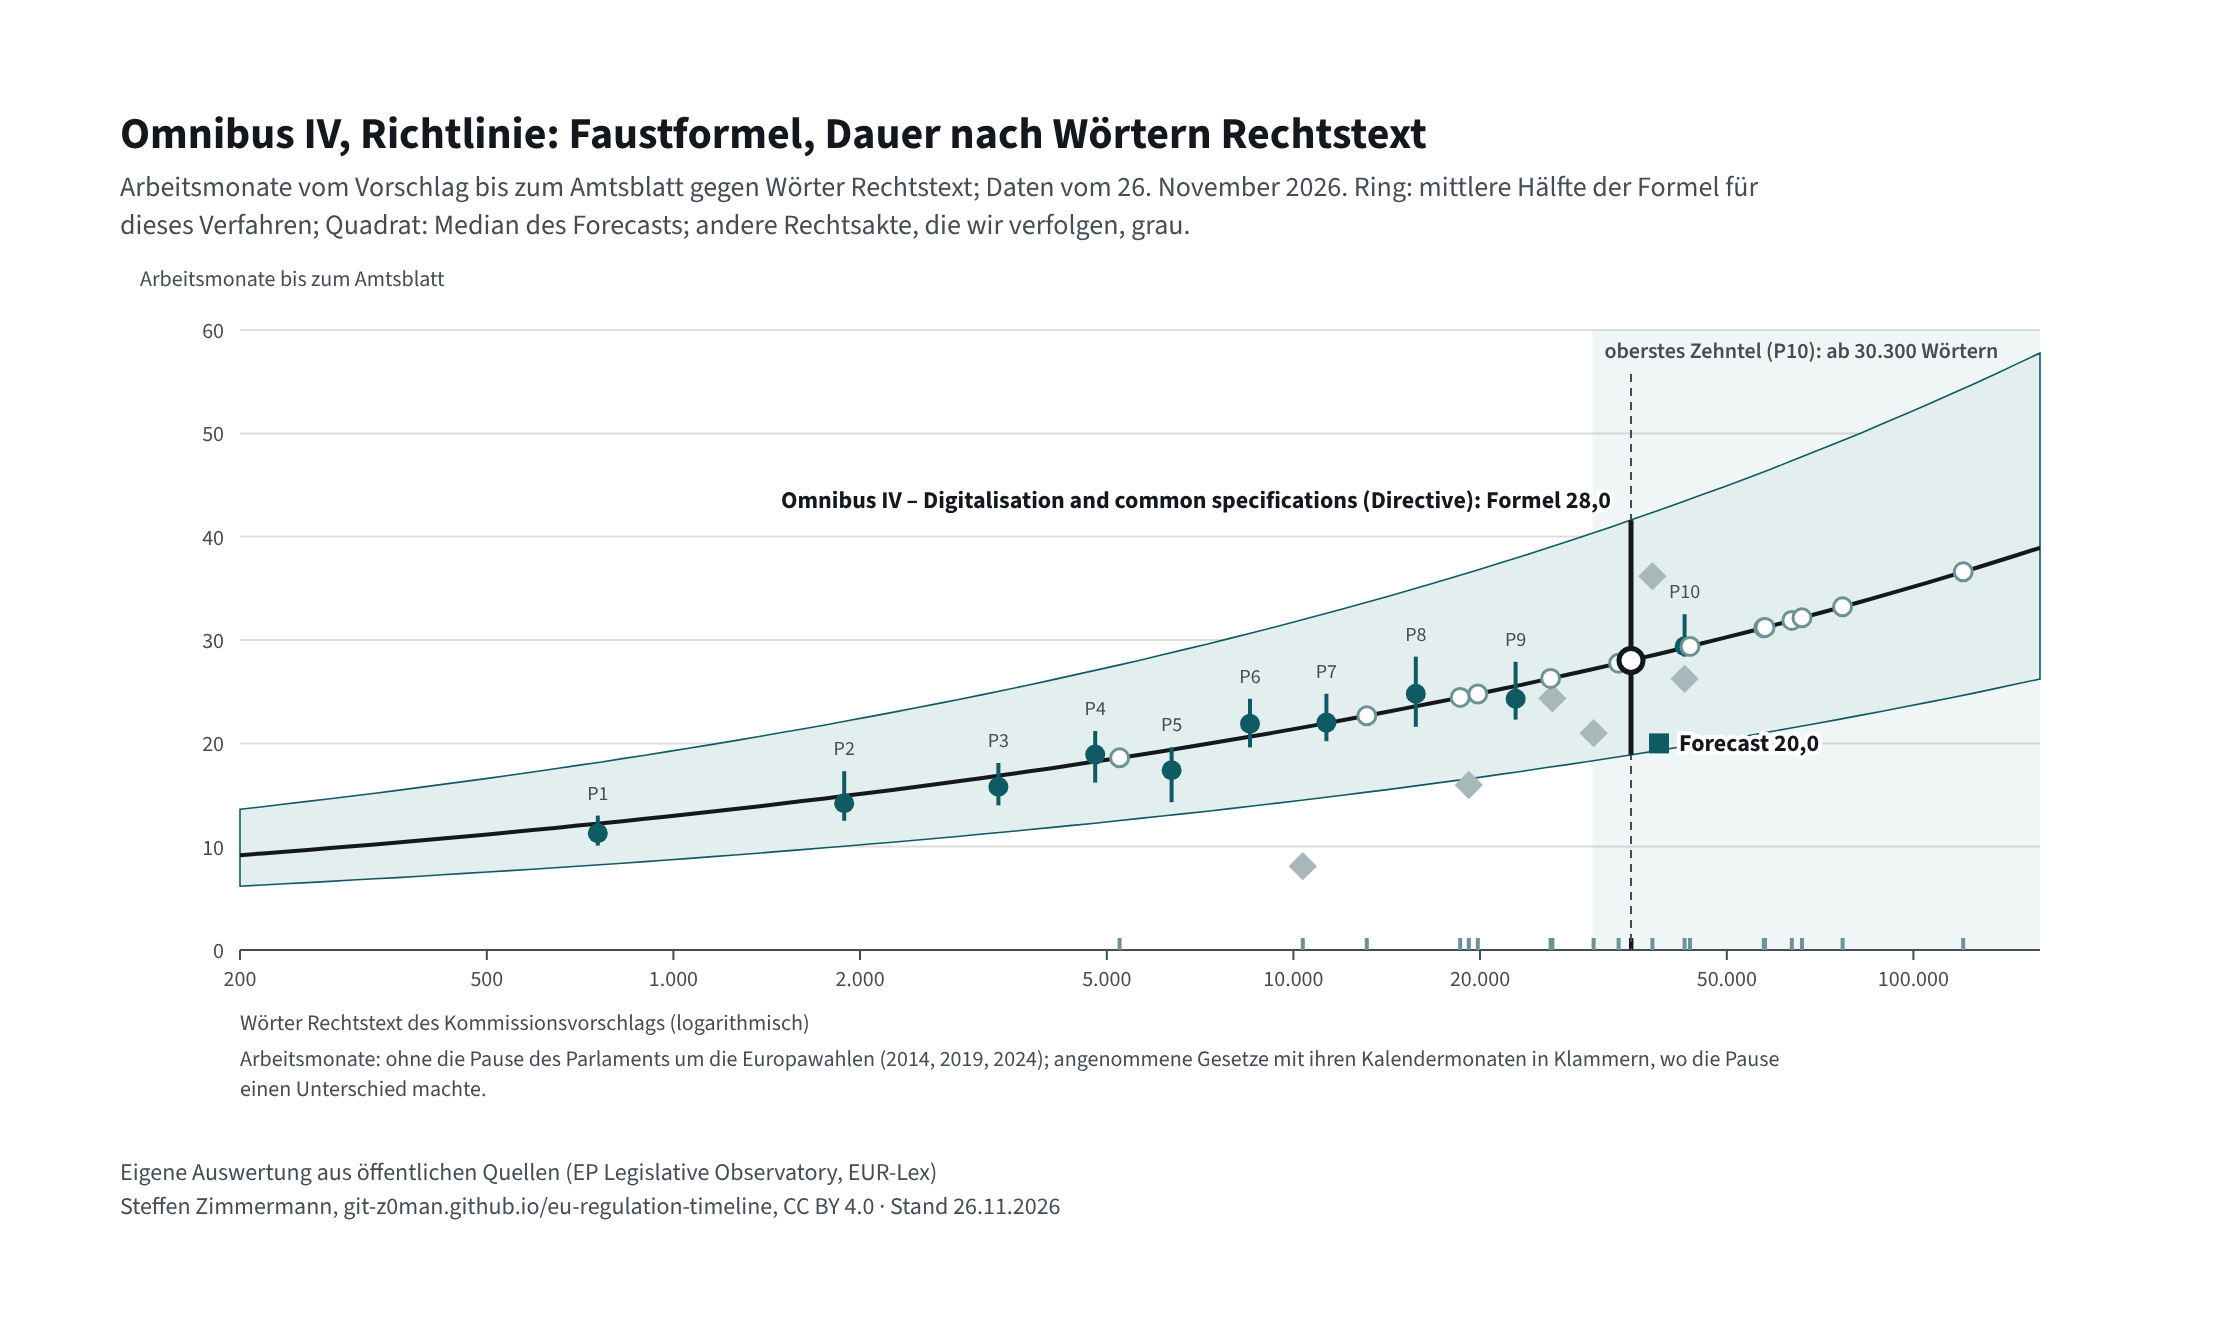 Omnibus IV, Richtlinie: Faustformel, Dauer nach Wörtern Rechtstext
Arbeitsmonate vom Vorschlag bis zum Amtsblatt gegen Wörter Rechtstext; Daten vom 26. November 2026. Ring: mittlere Hälfte der Formel für
dieses Verfahren; Quadrat: Median des Forecasts; andere Rechtsakte, die wir verfolgen, grau.
Arbeitsmonate bis zum Amtsblatt
60
oberstes Zehntel (P10): ab 30.300 Wörtern
50
Omnibus IV – Digitalisation and common specifications (Directive): Formel 28,0
40
P10
30
P8
P9
P6
P7
P4
P5
P3
P2
20
Forecast 20,0
P1
10
0
200 500 1.000 2.000 5.000 10.000 20.000 50.000 100.000
Wörter Rechtstext des Kommissionsvorschlags (logarithmisch)
Arbeitsmonate: ohne die Pause des Parlaments um die Europawahlen (2014, 2019, 2024); angenommene Gesetze mit ihren Kalendermonaten in Klammern, wo die Pause
einen Unterschied machte.
Eigene Auswertung aus öffentlichen Quellen (EP Legislative Observatory, EUR-Lex)
Steffen Zimmermann, git-z0man.github.io/eu-regulation-timeline, CC BY 4.0 · Stand 26.11.2026